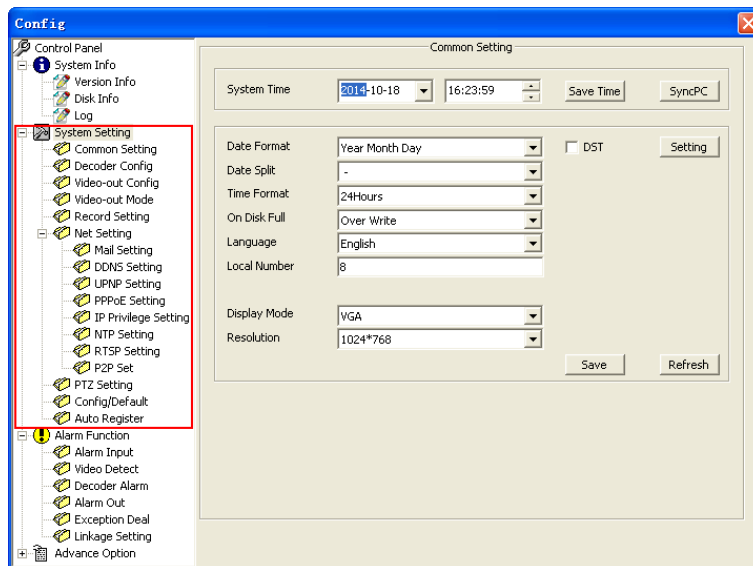 Config
Control Panel
System Info
Version Info
Disk Info
Log
System Setting
Common Setting
Decoder Config
Video-out Config
Video-out Mode
Record Setting
Net Setting
Mail Setting
DDNS Setting
UPNP Setting
PPPoE Setting
IP Privilege Setting
NTP Setting
RTSP Setting
P2P Set
PTZ Setting
Config/Default
Auto Register
Alarm Function
Alarm Input
Video Detect
Decoder Alarm
Alarm Out
Exception Deal
Linkage Setting
Advance Option
Common Setting
System Time 2014-10-18 16:23:59 Save Time SyncPC
Date Format Year Month Day DST Setting
Date Split -
Time Format 24Hours
On Disk Full Over Write
Language English
Local Number 8
Display Mode VGA
Resolution 1024*768
Save Refresh